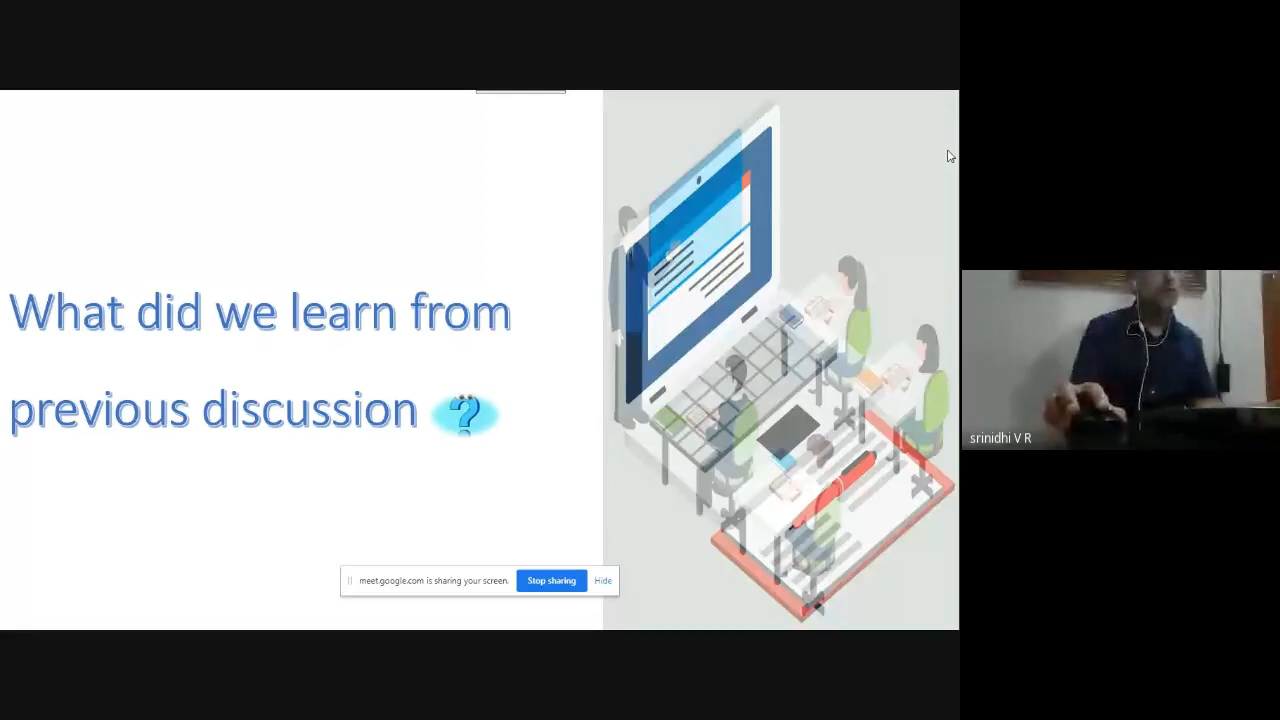 What did we learn from
previous discussion ?
meet.google.com is sharing your screen.
Stop sharing
Hide
srinidhi V R